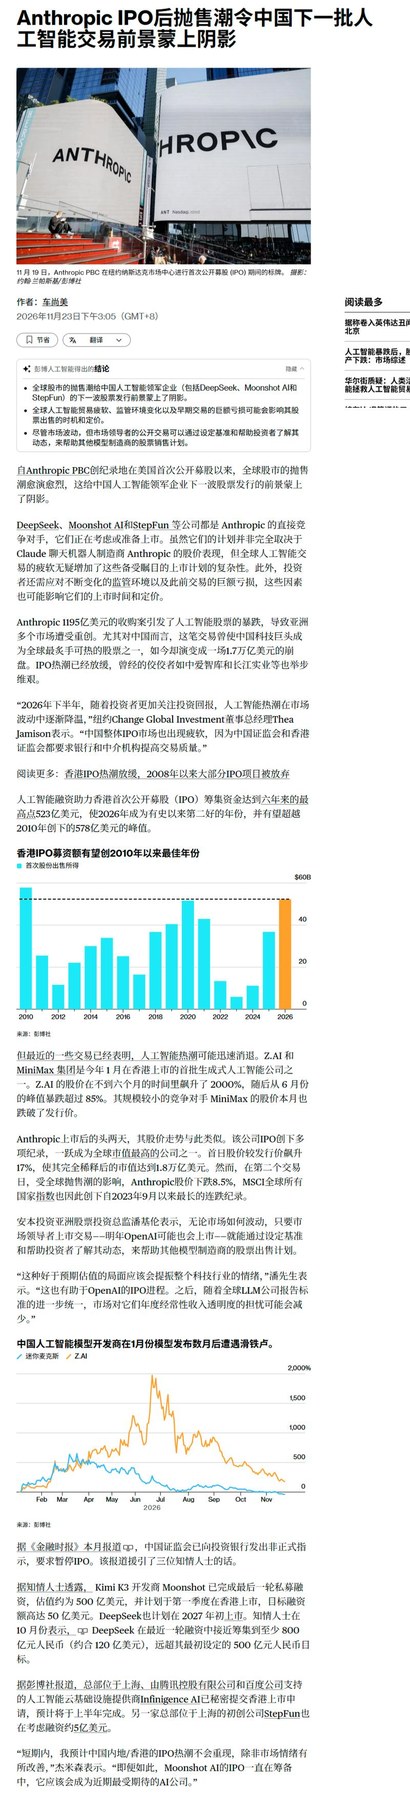 Anthropic IPO后抛售潮令中国下一批人
工智能交易前景蒙上阴影
ANTHROPIC
HROPIC
11 月 19 日，Anthropic PBC 在纽约纳斯达克市场中心进行首次公开募股 (IPO) 期间的标牌。 摄影：
约翰·兰帕斯基/彭博社
作者：车尚美
2026年11月23日下午3:05（GMT+8）
节省
翻译
彭博人工智能得出的结论
隐藏
全球股市的抛售潮给中国人工智能领军企业（包括DeepSeek、Moonshot AI和
StepFun）的下一波股票发行前景蒙上了阴影。
全球人工智能贸易疲软、监管环境变化以及早期交易的巨额亏损可能会影响其股
票出售的时机和定价。
尽管市场波动，但市场领导者的公开交易可以通过设定基准和帮助投资者了解其
动态，来帮助其他模型制造商的股票销售计划。
阅读最多
据称卷入英伟达丑闻
北京
人工智能暴跌后，
产下跌：市场综述
华尔街质疑：人类
能拯救人工智能贸
自Anthropic PBC创纪录地在美国首次公开募股以来，全球股市的抛售
潮愈演愈烈，这给中国人工智能领军企业下一波股票发行的前景蒙上
了阴影。
DeepSeek、Moonshot AI和StepFun 等公司都是 Anthropic 的直接竞
争对手，它们正在考虑或准备上市。虽然它们的计划并非完全取决于
Claude 聊天机器人制造商 Anthropic 的股价表现，但全球人工智能交
易的疲软无疑增加了这些备受瞩目的上市计划的复杂性。此外，投资
者还需应对不断变化的监管环境以及此前交易的巨额亏损，这些因素
也可能影响它们的上市时间和定价。
Anthropic 1195亿美元的收购案引发了人工智能股票的暴跌，导致亚洲
多个市场遭受重创。尤其对中国而言，这笔交易曾使中国科技巨头成
为全球最炙手可热的股票之一，如今却演变成一场1.7万亿美元的崩
盘。IPO热潮已经放缓，曾经的佼佼者如中爱智库和长江实业等也举步
维艰。
“2026年下半年，随着投资者更加关注投资回报，人工智能热潮在市场
波动中逐渐降温，”纽约Change Global Investment董事总经理Thea
Jamison表示。“中国整体IPO市场也出现疲软，因为中国证监会和香港
证监会都要求银行和中介机构提高交易质量。”
阅读更多：香港IPO热潮放缓，2008年以来大部分IPO项目被放弃
人工智能融资助力香港首次公开募股（IPO）筹集资金达到六年来的最
高点523亿美元，使2026年成为有史以来第二好的年份，并有望超越
2010年创下的578亿美元的峰值。
香港IPO募资额有望创2010年以来最佳年份
首次股份出售所得
$60B
40
20
0
2010 2012 2014 2016 2018 2020 2022 2024 2026
来源：彭博社
但最近的一些交易已经表明，人工智能热潮可能迅速消退。Z.AI 和
MiniMax 集团是今年 1 月在香港上市的首批生成式人工智能公司之
一。Z.AI 的股价在不到六个月的时间里飙升了 2000%，随后从 6 月份
的峰值暴跌超过 85%。其规模较小的竞争对手 MiniMax 的股价本月也
跌破了发行价。
Anthropic上市后的头两天，其股价走势与此类似。该公司IPO创下多
项纪录，一跃成为全球市值最高的公司之一。首日股价较发行价飙升
17%，使其完全稀释后的市值达到1.8万亿美元。然而，在第二个交易
日，受全球抛售潮的影响，Anthropic股价下跌8.5%，MSCI全球所有
国家指数也因此创下自2023年9月以来最长的连跌纪录。
安本投资亚洲股票投资总监潘基伦表示，无论市场如何波动，只要市
场领导者上市交易——明年OpenAI可能也会上市——就能通过设定基准
和帮助投资者了解其动态，来帮助其他模型制造商的股票出售计划。
“这种好于预期估值的局面应该会提振整个科技行业的情绪，”潘先生表
示。“这也有助于OpenAI的IPO进程。之后，随着全球LLM公司报告标
准的进一步统一，市场对它们年度经常性收入透明度的担忧可能会减
少。”
中国人工智能模型开发商在1月份模型发布数月后遭遇滑铁卢。
迷你麦克斯 Z.AI
2,000%
1,500
1,000
500
0
Feb Mar Apr May Jun Jul Aug Sep Oct Nov
2026
来源：彭博社
据《金融时报》本月报道，中国证监会已向投资银行发出非正式指
示，要求暂停IPO。该报道援引了三位知情人士的话。
据知情人士透露， Kimi K3 开发商 Moonshot 已完成最后一轮私募融
资，估值约为 500 亿美元，并计划于第一季度在香港上市，目标融资
额高达 50 亿美元。DeepSeek也计划在 2027 年初上市。知情人士在
10 月份表示， DeepSeek 在最近一轮融资中接近筹集到至少 800
亿元人民币（约合 120 亿美元），远超其最初设定的 500 亿元人民币目
标。
据彭博社报道，总部位于上海、由腾讯控股有限公司和百度公司支持
的人工智能云基础设施提供商Infinigence AI已秘密提交香港上市申
请，预计将于上半年完成。另一家总部位于上海的初创公司StepFun也
在考虑融资约5亿美元。
“短期内，我预计中国内地/香港的IPO热潮不会重现，除非市场情绪有
所改善，”杰米森表示。“即便如此，Moonshot AI的IPO一直在筹备
中，它应该会成为近期最受期待的AI公司。”